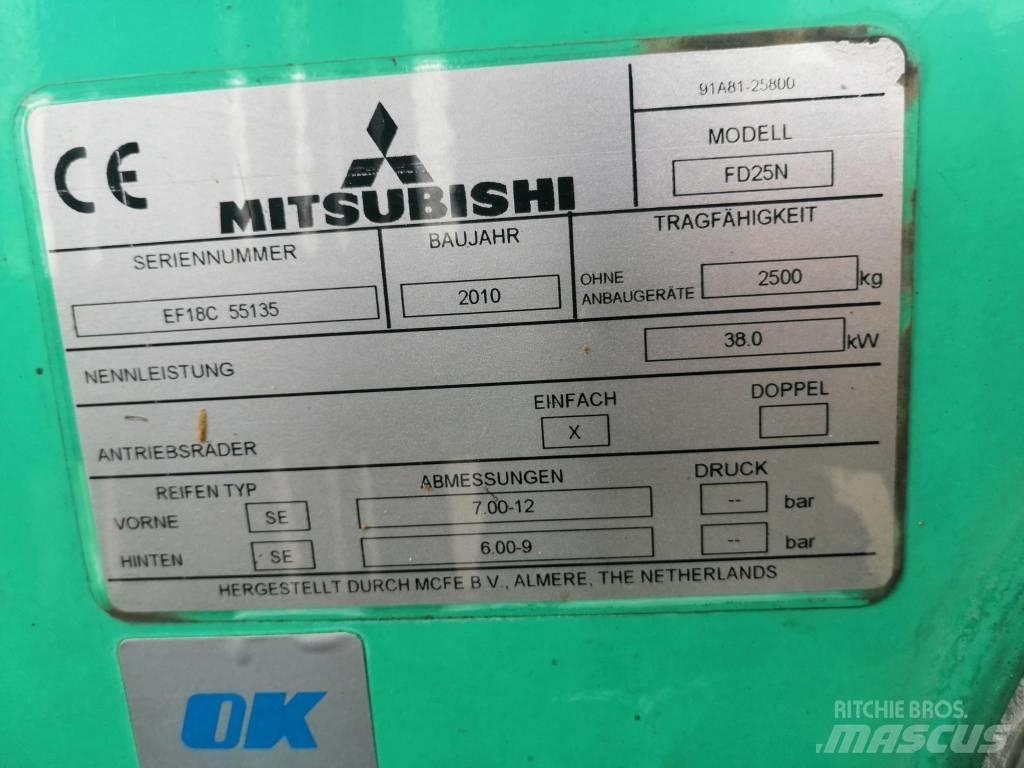 91A81-25800
CE
MITSUBISHI
MODELL
FD25N
SERIENNUMMER
EF18C 55135
BAUJAHR
2010
TRAGFÄHIGKEIT
OHNE
ANBAUGERÄTE
2500 kg
NENNLEISTUNG
38.0 kW
ANTRIEBSRÄDER
EINFACH
X
DOPPEL
REIFEN TYP
ABMESSUNGEN
DRUCK
VORNE SE 7.00-12 -- bar
HINTEN SE 6.00-9 -- bar
HERGESTELLT DURCH MCFE B.V., ALMERE, THE NETHERLANDS
OK
RITCHIE BROS.
MASCUS